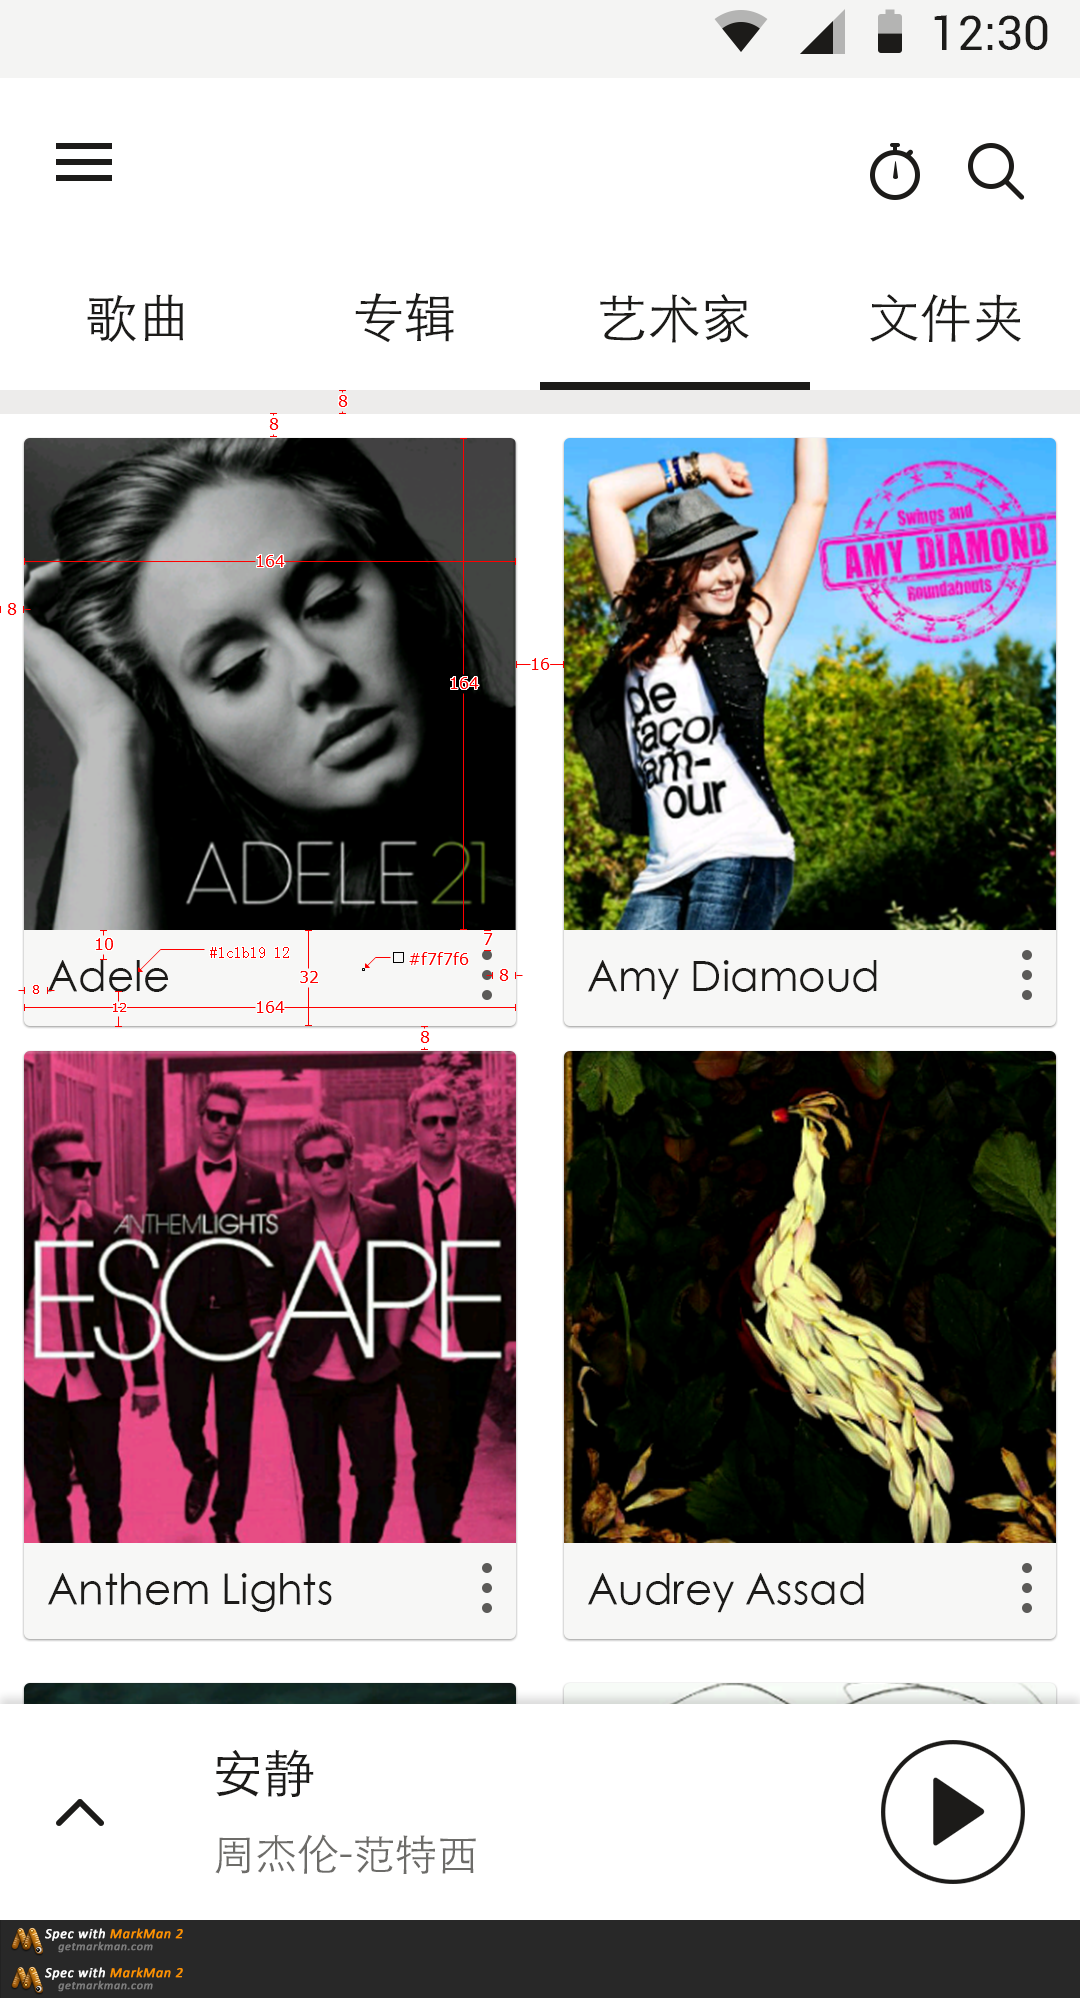 12:30
歌曲 专辑 艺术家 文件夹
8
8
164
8
164
16
ADELE 21
Swings and
AMY DIAMOND
Roundabouts
de
façon
am-
our
10
#1c1b19 12
32
#f7f7f6
7
Adele
8
8
12
164
Amy Diamoud
8
ANTHEMLIGHTS
ESCAPE
Anthem Lights
Audrey Assad
安静
周杰伦-范特西
Spec with MarkMan 2
getmarkman.com
Spec with MarkMan 2
getmarkman.com